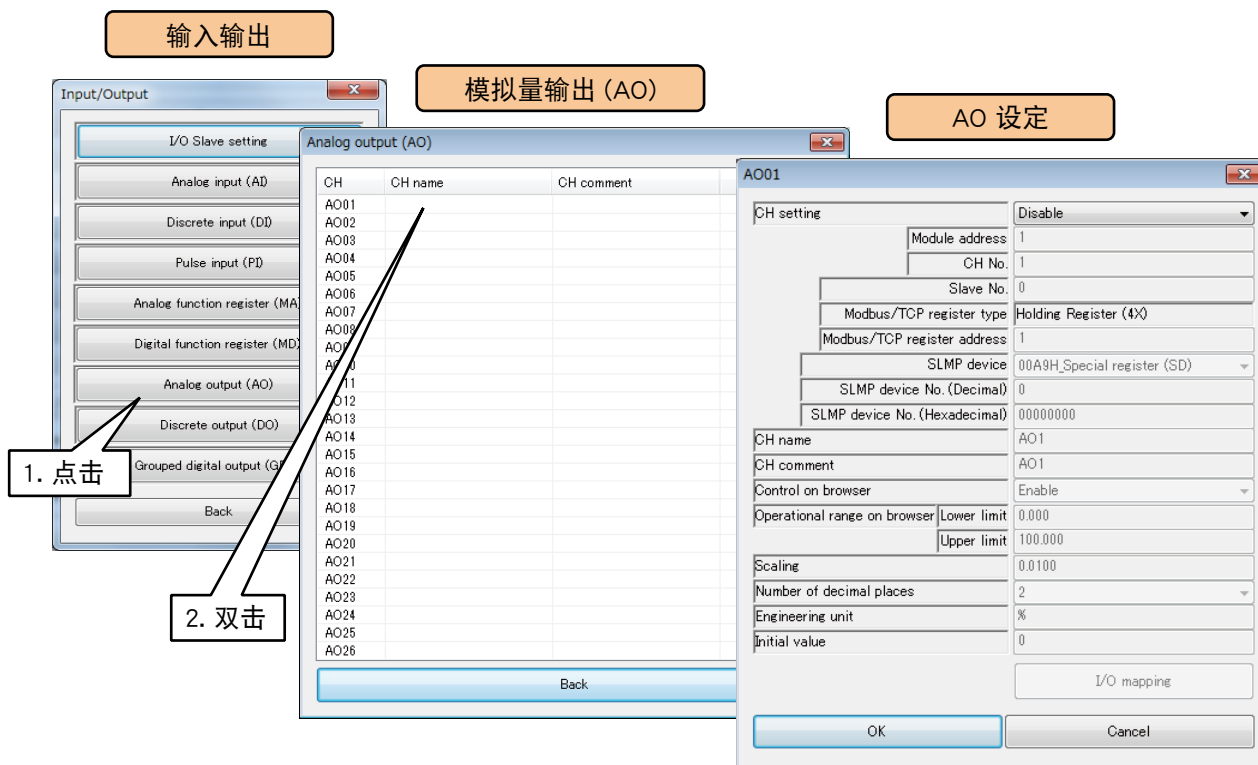 输入输出
模拟量输出 (AO)
AO 设定
Input/Output
I/O Slave setting
Analog input (AI)
Discrete input (DI)
Pulse input (PI)
Analog function register (MA)
Digital function register (MD)
Analog output (AO)
Discrete output (DO)
Grouped digital output (G
Back
1. 点击
Analog output (AO)
CH CH name CH comment
AO01
AO02
AO03
AO04
AO05
AO06
AO07
AO08
AO
0
11
AO12
AO13
AO14
AO15
AO16
AO17
AO18
AO19
AO20
AO21
AO22
AO23
AO24
AO25
AO26
Back
2. 双击
AO01
CH setting Disable
Module address 1
CH No. 1
Slave No. 0
Modbus/TCP register type Holding Register (4X)
Modbus/TCP register address 1
SLMP device 00A9H_Special register (SD)
SLMP device No. (Decimal) 0
SLMP device No. (Hexadecimal) 00000000
CH name AO1
CH comment AO1
Control on browser Enable
Operational range on browser Lower limit 0.000
Upper limit 100.000
Scaling 0.0100
Number of decimal places 2
Engineering unit %
Initial value 0
I/O mapping
OK Cancel